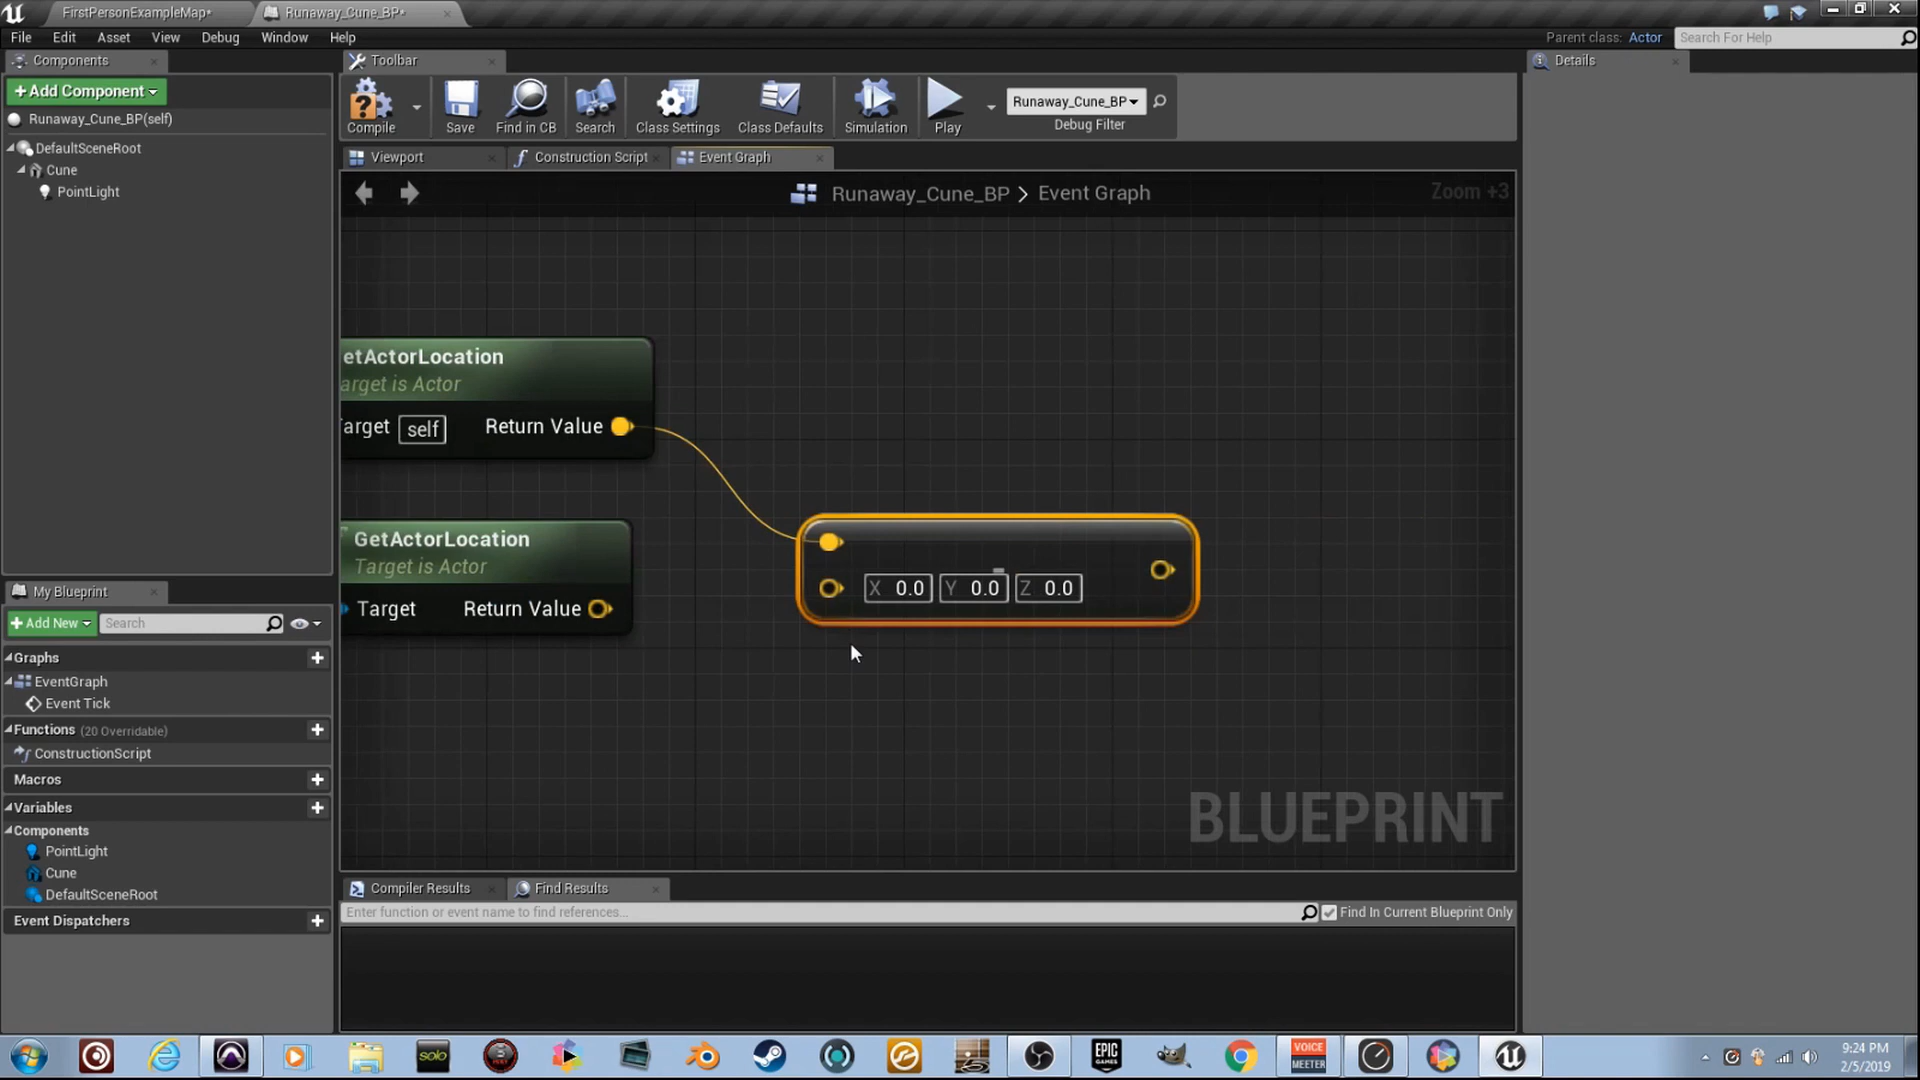 FirstPersonExampleMap*
Runaway_Cune_BP*
File Edit Asset View Debug Window Help
Parent class: Actor
Search For Help
Components
Toolbar
Details
+Add Component
Runaway_Cune_BP(self)
DefaultSceneRoot
Cune
PointLight
Compile
Save
Find in CB
Search
Class Settings
Class Defaults
Simulation
Play
Runaway_Cune_BP
Debug Filter
Viewport
Construction Script
Event Graph
Runaway_Cune_BP > Event Graph
Zoom +3
etActorLocation
arget is Actor
Target self Return Value
GetActorLocation
Target is Actor
Target Return Value
-
X 0.0 Y 0.0 Z 0.0
BLUEPRINT
My Blueprint
+Add New
Search
Graphs
EventGraph
Event Tick
Functions (20 Overridable)
ConstructionScript
Macros
Variables
Components
PointLight
Cune
DefaultSceneRoot
Event Dispatchers
Compiler Results
Find Results
Enter function or event name to find references...
Find In Current Blueprint Only
solo
EPIC
GAMES
VOICE
MEETER
9:24 PM
2/5/2019